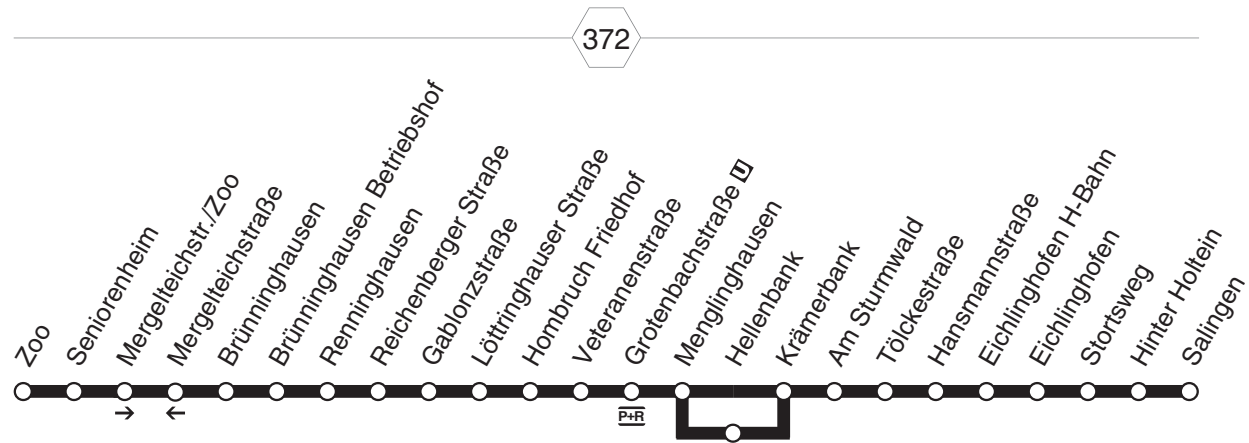 372
Zoo
Seniorenheim
Mergelteichstr./Zoo
Mergelteichstraße
Brünninghausen
Brünninghausen Betriebshof
Renninghausen
Reichenberger Straße
Gablonzstraße
Löttringhauser Straße
Hombruch Friedhof
Veteranenstraße
Grotenbachstraße U
Menglinghausen
Hellenbank
Krämerbank
Am Sturmwald
Tölckestraße
Hansmannstraße
Eichlinghofen H-Bahn
Eichlinghofen
Stortsweg
Hinter Holtein
Salingen
→ ←
P+R